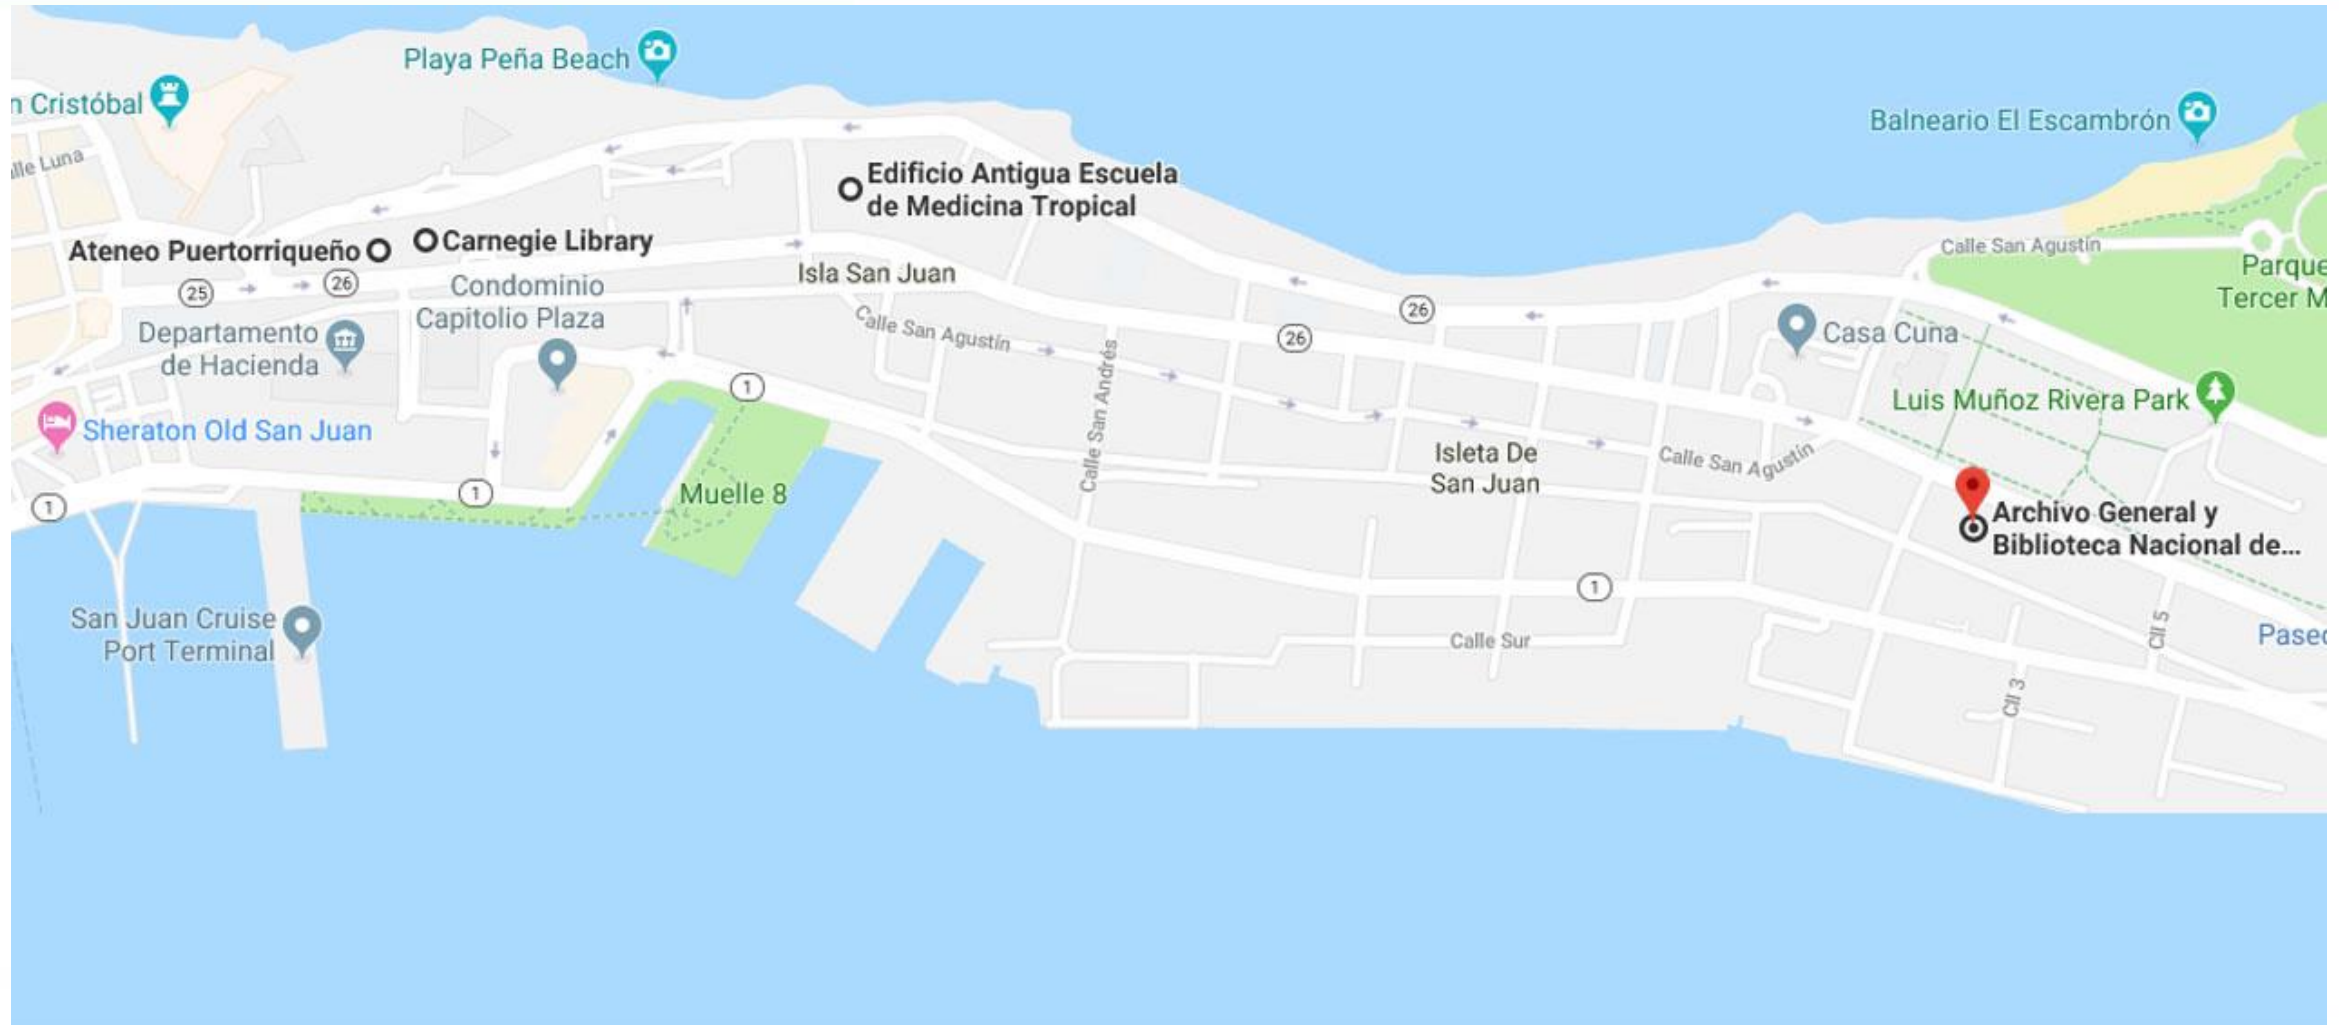 Playa Peña Beach
n Cristóbal
Balneario El Escambrón
lle Luna
Edificio Antigua Escuela
de Medicina Tropical
Ateneo Puertorriqueño
Carnegie Library
Calle San Agustín
Isla San Juan
25
26
Condominio
Capitolio Plaza
Parque
Tercer M
26
26
Departamento
de Hacienda
Calle San Agustín
Casa Cuna
1
Calle San Andrés
Luis Muñoz Rivera Park
Sheraton Old San Juan
Isleta De
San Juan
Calle San Agustín
1
1
Muelle 8
Archivo General y
Biblioteca Nacional de...
1
San Juan Cruise
Port Terminal
Calle Sur
Cll 5
Paseo
Cll 3